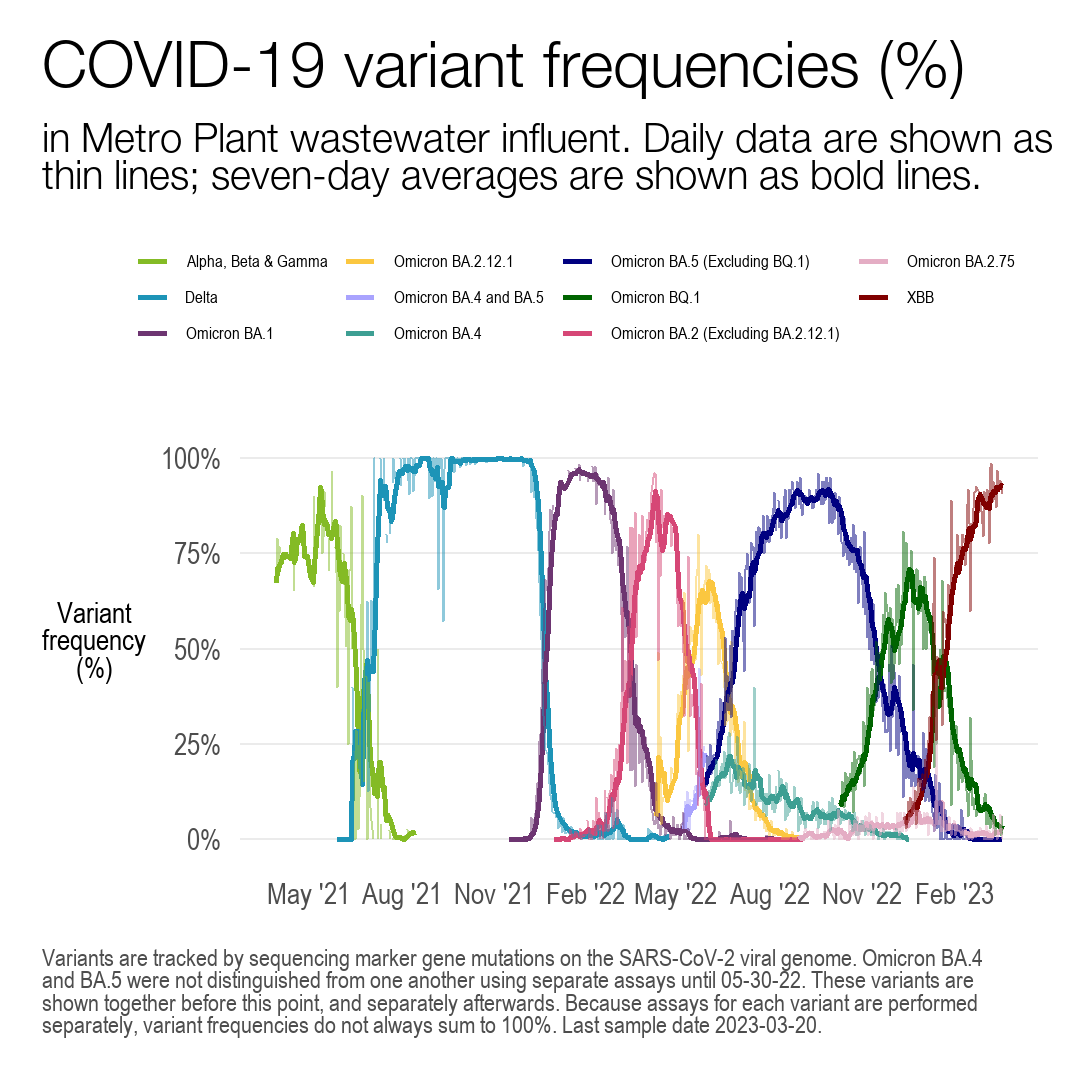 COVID-19 variant frequencies (%)
in Metro Plant wastewater influent. Daily data are shown as
thin lines; seven-day averages are shown as bold lines.
Alpha, Beta & Gamma
Omicron BA.2.12.1
Omicron BA.5 (Excluding BQ.1)
Omicron BA.2.75
Delta
Omicron BA.4 and BA.5
Omicron BQ.1
XBB
Omicron BA.1
Omicron BA.4
Omicron BA.2 (Excluding BA.2.12.1)
100%
75%
Variant
frequency
(%)
50%
25%
0%
May '21
Aug '21
Nov '21
Feb '22
May '22
Aug '22
Nov '22
Feb '23
Variants are tracked by sequencing marker gene mutations on the SARS-CoV-2 viral genome. Omicron BA.4
and BA.5 were not distinguished from one another using separate assays until 05-30-22. These variants are
shown together before this point, and separately afterwards. Because assays for each variant are performed
separately, variant frequencies do not always sum to 100%. Last sample date 2023-03-20.